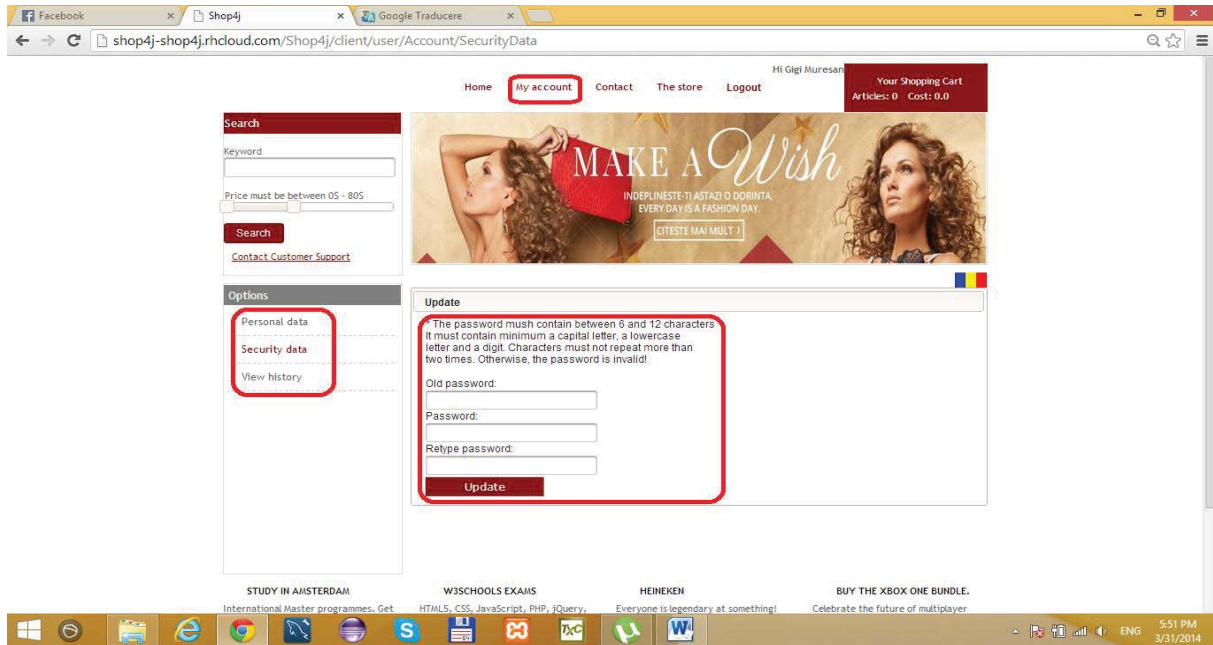 Facebook
Shop4j
Google Traducere
shop4j-shop4j.rhcloud.com/Shop4j/client/user/Account/SecurityData
Hi Gigi Muresan
Home My account Contact The store Logout
Your Shopping Cart
Articles: 0 Cost: 0.0
Search
Keyword
Price must be between 0S - 80S
Search
Contact Customer Support
MAKE A Wish
INDEPLINESTE-TI ASTAZI O DORINTA.
EVERY DAY IS A FASHION DAY.
CITESTE MAI MULT
Options
Personal data
Security data
View history
Update
* The password mush contain between 6 and 12 characters
It must contain minimum a capital letter, a lowercase
letter and a digit. Characters must not repeat more than
two times. Otherwise, the password is invalid!
Old password:
Password:
Retype password:
Update
STUDY IN AMSTERDAM
International Master programmes. Get
W3SCHOOLS EXAMS
HTML5, CSS, JavaScript, PHP, jQuery,
HEINEKEN
Everyone is legendary at something!
BUY THE XBOX ONE BUNDLE.
Celebrate the future of multiplayer
ENG
5:51 PM
3/31/2014